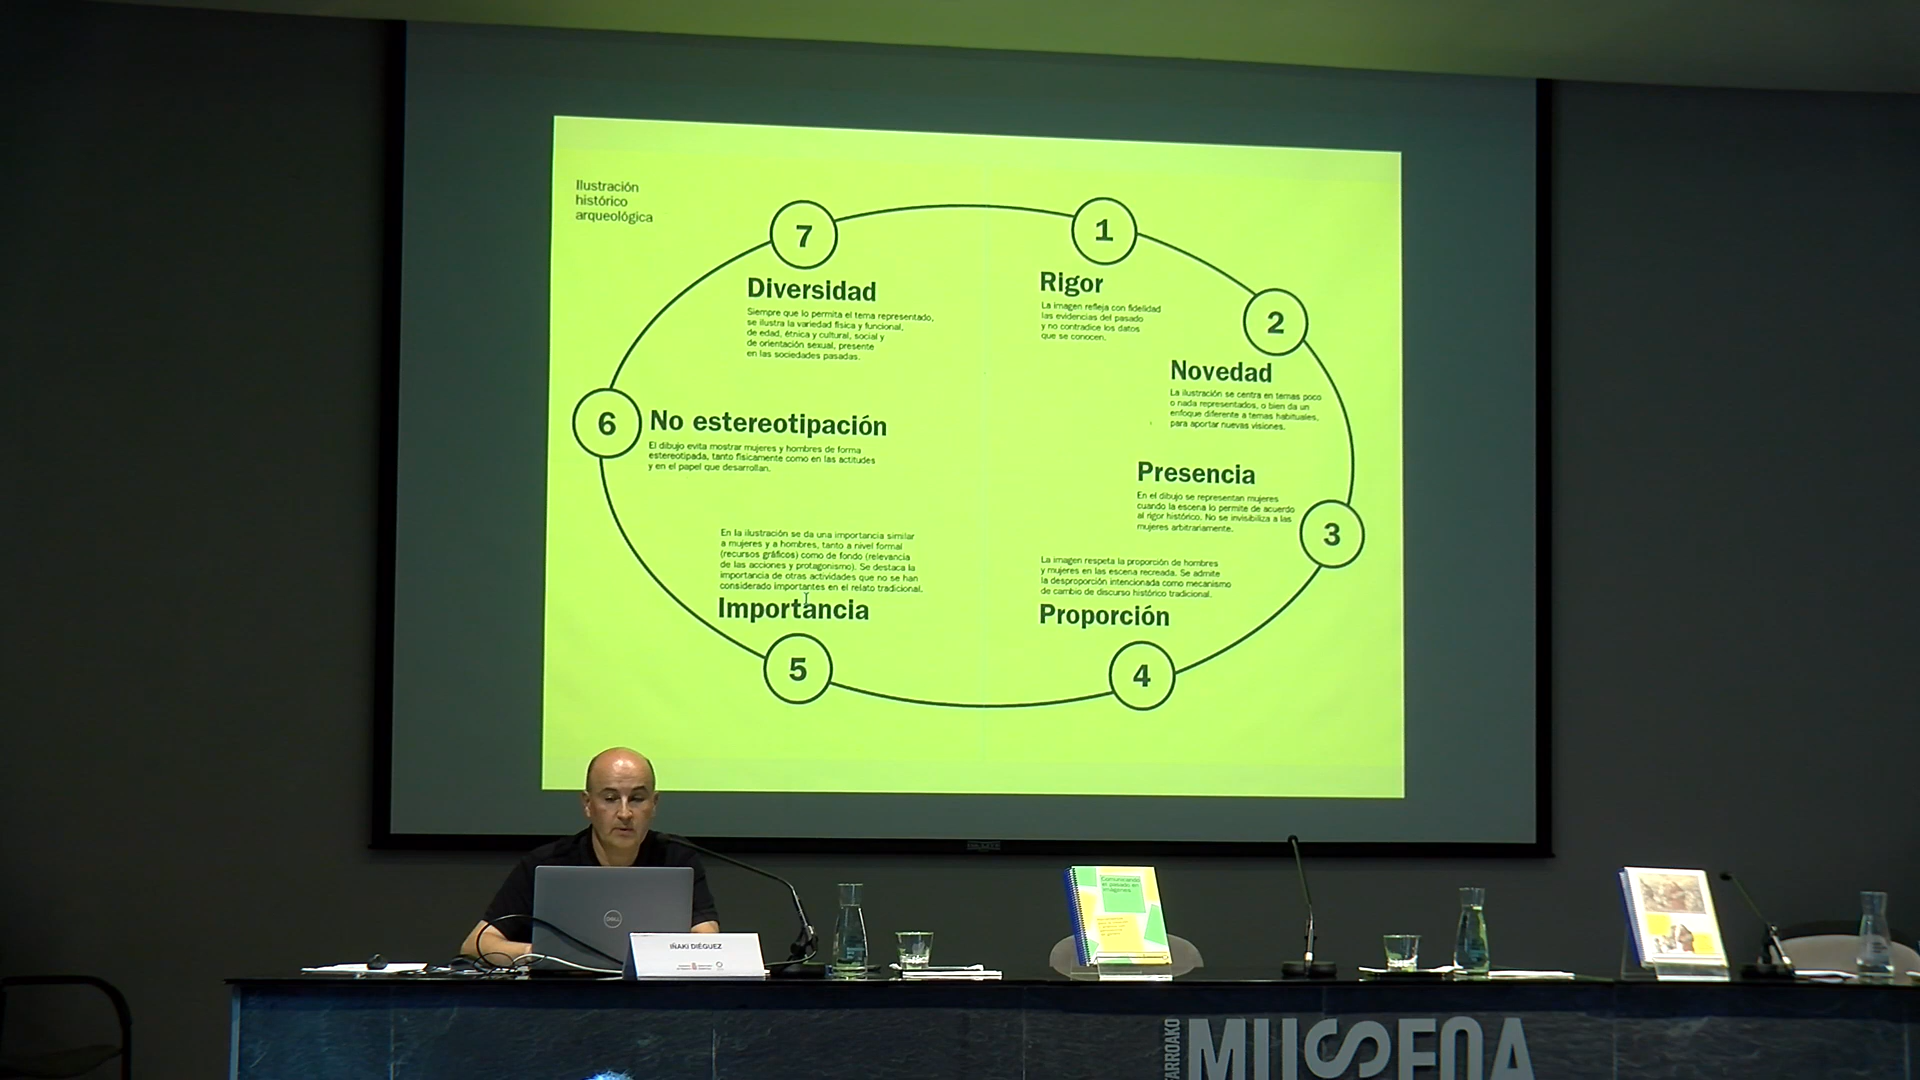 Ilustración
histórico
arqueológica
1
Rigor
La imagen refleja con fidelidad
las evidencias del pasado
y no contradice los datos
que se conocen.
2
Novedad
La ilustración se centra en temas poco
o nada representados, o bien da un
enfoque diferente a temas habituales,
para aportar nuevas visiones.
3
Presencia
En el dibujo se representan mujeres
cuando la escena lo permite de acuerdo
al rigor histórico. No se invisibiliza a las
mujeres arbitrariamente.
La imagen respeta la proporción de hombres
y mujeres en las escena recreada. Se admite
la desproporción intencionada como mecanismo
de cambio de discurso histórico tradicional.
Proporción
4
En la ilustración se da una importancia similar
a mujeres y a hombres, tanto a nivel formal
(recursos gráficos) como de fondo (relevancia
de las acciones y protagonismo). Se destaca la
importancia de otras actividades que no se han
considerado importantes en el relato tradicional.
Importancia
5
6
No estereotipación
El dibujo evita mostrar mujeres y hombres de forma
estereotipada, tanto físicamente como en las actitudes
y en el papel que desarrollan.
7
Diversidad
Siempre que lo permita el tema representado,
se ilustra la variedad física y funcional,
de edad, étnica y cultural, social y
de orientación sexual, presente
en las sociedades pasadas.
DELL
IÑAKI DIÉGUEZ
Comunicando
el pasado en
imágenes
ARROAKO
MUSEOA